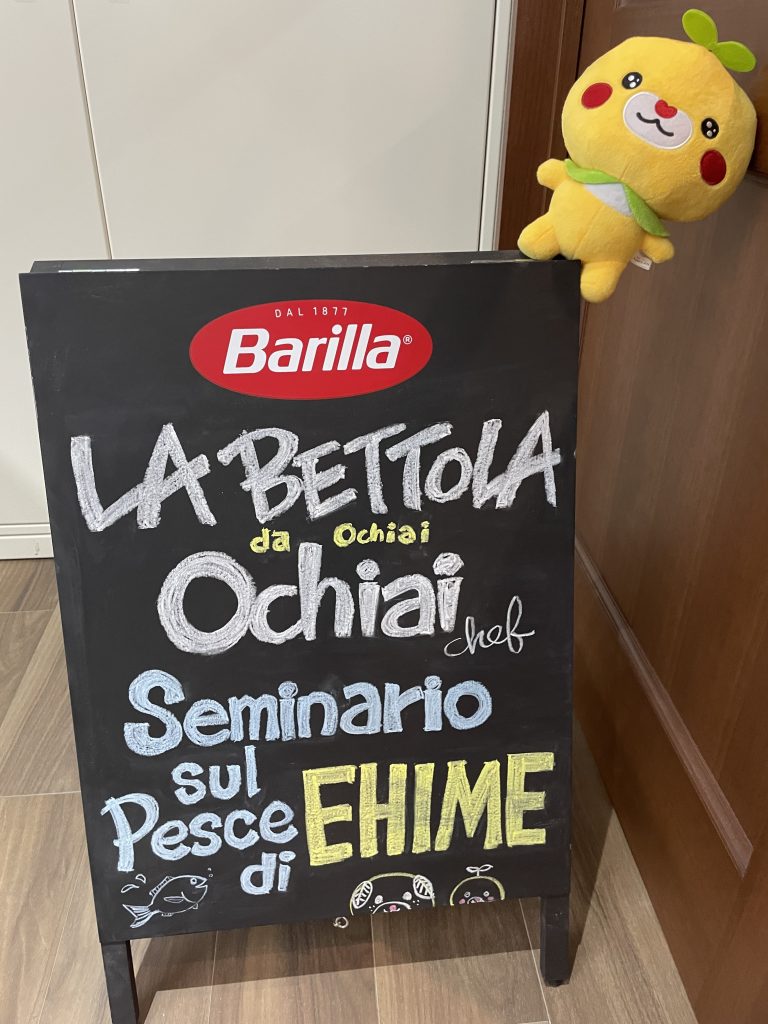 DAL 1877
Barilla®
LA BETTOLA
da Ochiai
Ochiai
chef
Seminario
sul
Pesce
di
EHIME